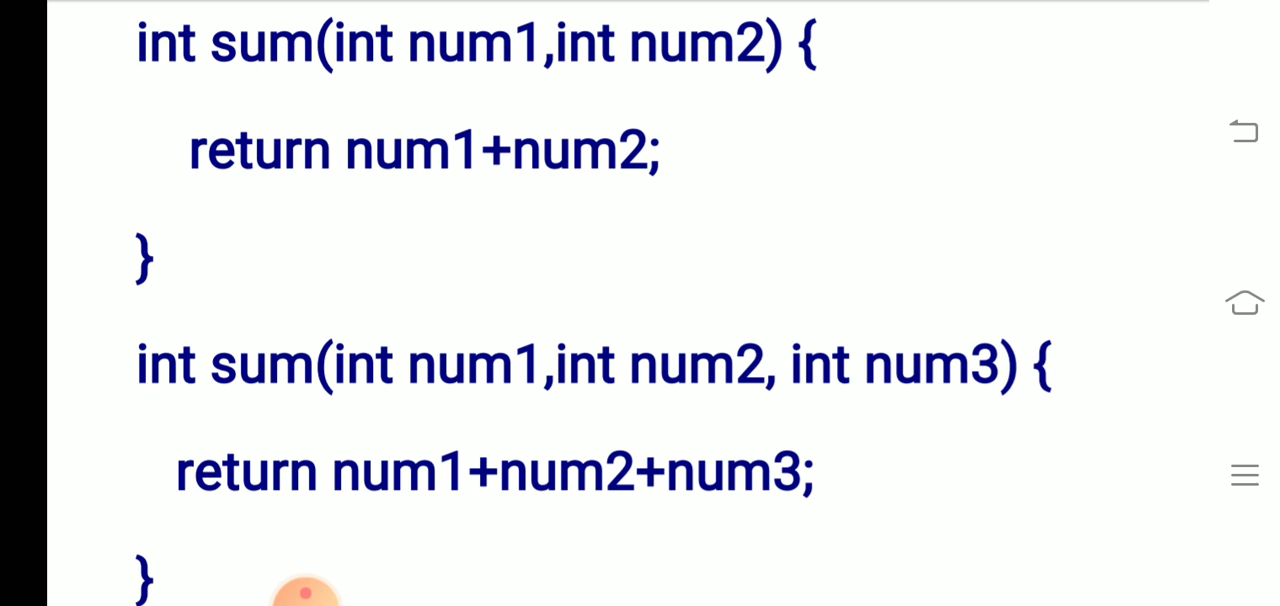 int sum(int num1,int num2) {
return num1+num2;
}
int sum(int num1,int num2, int num3) {
return num1+num2+num3;
}